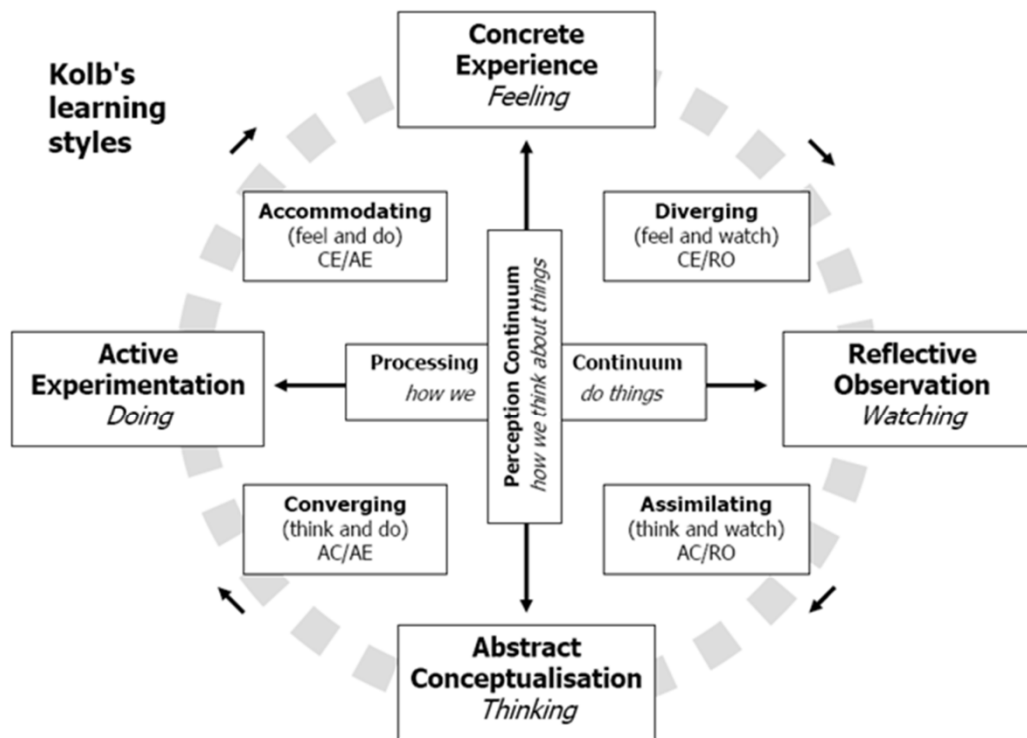 Kolb's
learning
styles
Concrete
Experience
Feeling
Accommodating
(feel and do)
CE/AE
Diverging
(feel and watch)
CE/RO
Active
Experimentation
Doing
Processing
how we
Perception Continuum
how we think about things
Continuum
do things
Reflective
Observation
Watching
Converging
(think and do)
AC/AE
Assimilating
(think and watch)
AC/RO
Abstract
Conceptualisation
Thinking